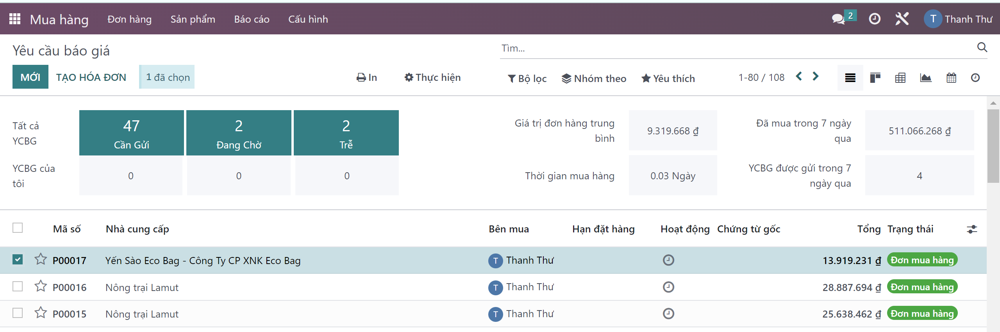 Mua hàng Đơn hàng Sản phẩm Báo cáo Cấu hình 2 T Thanh Thư
Yêu cầu báo giá Tìm...
MỚI TẠO HÓA ĐƠN 1 đã chọn In Thực hiện Bộ lọc Nhóm theo Yêu thích 1-80 / 108
Tất cả
YCBG
47
Cần Gửi
2
Đang Chờ
2
Trễ
Giá trị đơn hàng trung
bình
9.319.668 ₫
Đã mua trong 7 ngày
qua
511.066.268 ₫
YCBG của
tôi
0 0 0
Thời gian mua hàng 0.03 Ngày
YCBG được gửi trong 7
ngày qua
4
Mã số Nhà cung cấp Bên mua Hạn đặt hàng Hoạt động Chứng từ gốc Tổng Trạng thái
P00017 Yến Sào Eco Bag - Công Ty CP XNK Eco Bag T Thanh Thư 13.919.231 ₫ Đơn mua hàng
P00016 Nông trại Lamut T Thanh Thư 28.887.694 ₫ Đơn mua hàng
P00015 Nông trại Lamut T Thanh Thư 25.638.462 ₫ Đơn mua hàng